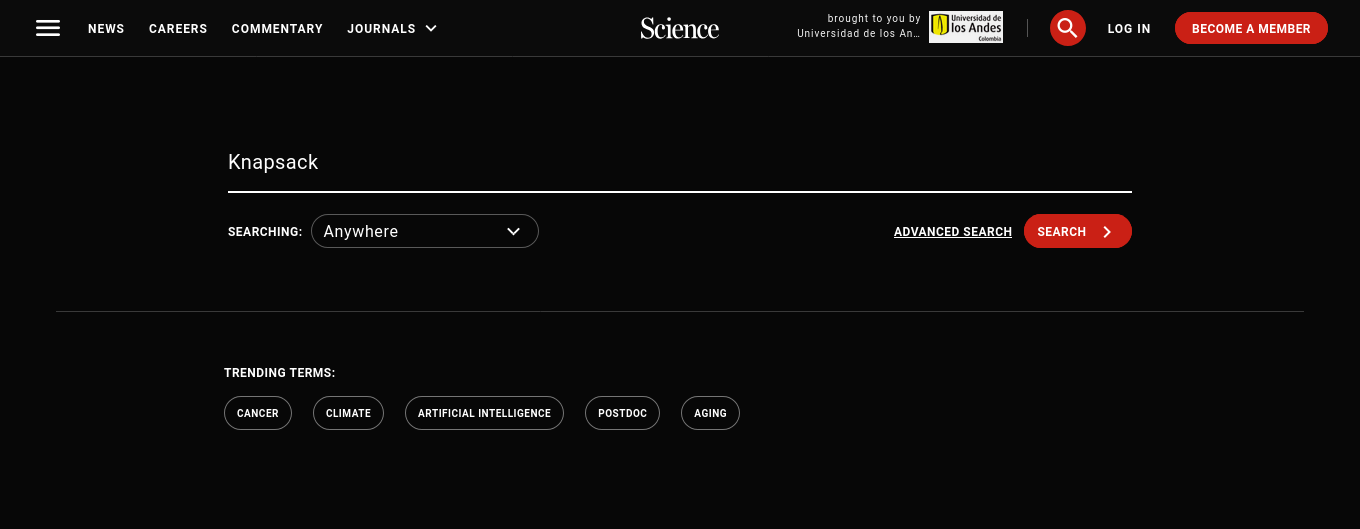 NEWS CAREERS COMMENTARY JOURNALS
Science
brought to you by
Universidad de los An...
Universidad de
los Andes
Colombia
LOG IN
BECOME A MEMBER
Knapsack
SEARCHING: Anywhere
ADVANCED SEARCH SEARCH
TRENDING TERMS:
CANCER CLIMATE ARTIFICIAL INTELLIGENCE POSTDOC AGING